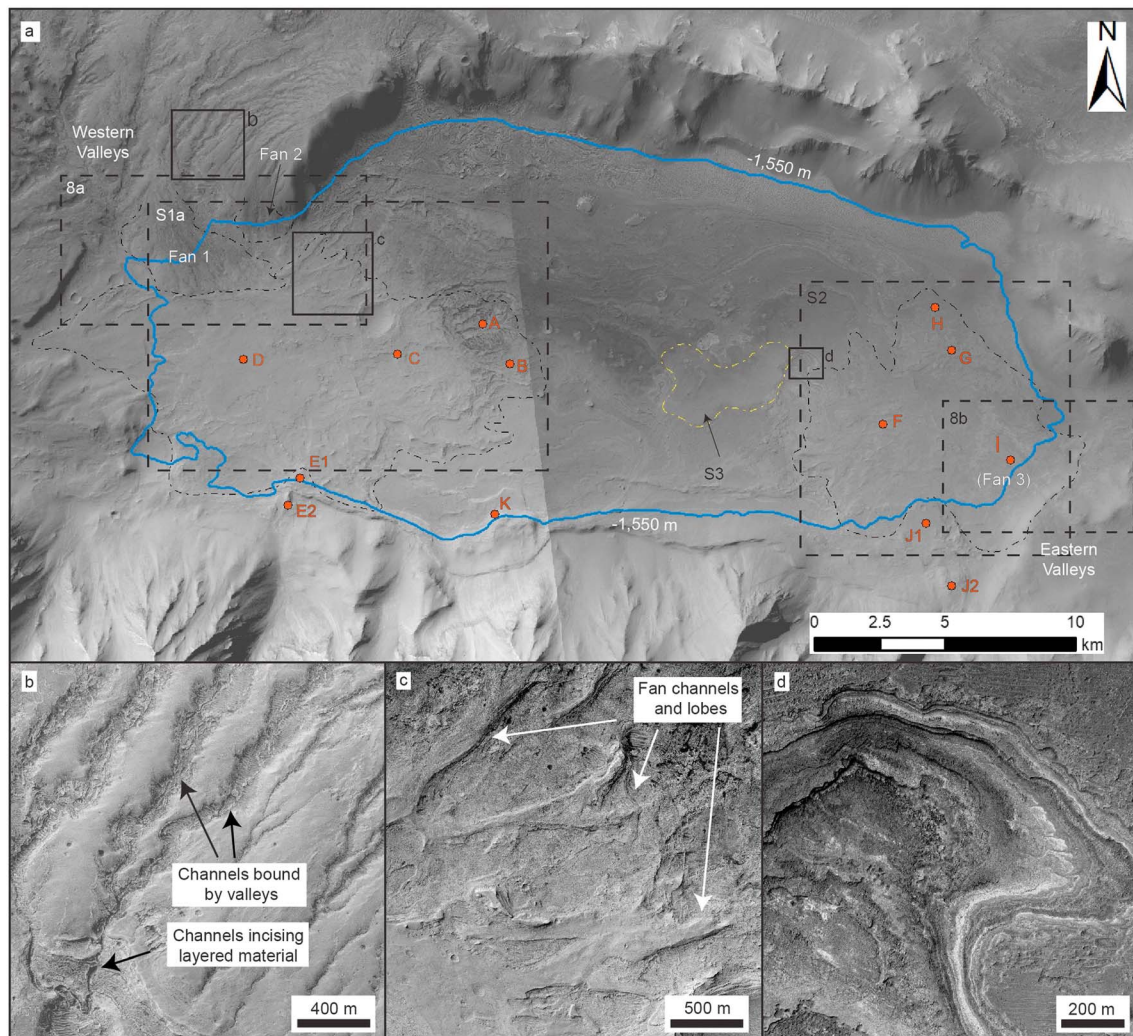 a
N
Western
Valleys
b
Fan 2
-1,550 m
8a
S1a
c
Fan 1
S2
H
A
D
C
B
d
G
F
8b
E1
S3
I
(Fan 3)
E2
K
-1,550 m
J1
Eastern
Valleys
J2
0
2.5
5
10
km
b
Channels bound
by valleys
Channels incising
layered material
400 m
c
Fan channels
and lobes
500 m
d
200 m